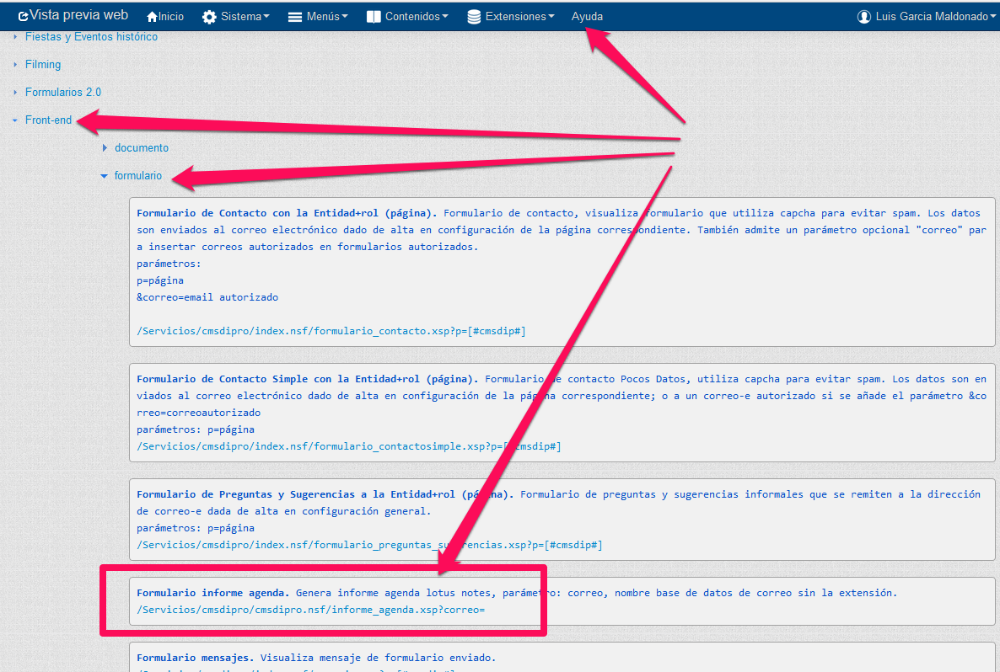 Vista previa web Inicio Sistema Menús Contenidos Extensiones Ayuda Luis Garcia Maldonado
Fiestas y Eventos histórico
Filming
Formularios 2.0
Front-end
documento
formulario
Formulario de Contacto con la Entidad+rol (página). Formulario de contacto, visualiza formulario que utiliza capcha para evitar spam. Los datos
son enviados al correo electrónico dado de alta en configuración de la página correspondiente. También admite un parámetro opcional "correo" par
a insertar correos autorizados en formularios autorizados.
parámetros:
p=página
&correo=email autorizado
/Servicios/cmsdipro/index.nsf/formulario_contacto.xsp?p=[#cmsdip#]
Formulario de Contacto Simple con la Entidad+rol (página). Formulario de contacto Pocos Datos, utiliza capcha para evitar spam. Los datos son en
viados al correo electrónico dado de alta en configuración de la página correspondiente; o a un correo-e autorizado si se añade el parámetro &co
rreo=correoautorizado
parámetros: p=página
/Servicios/cmsdipro/index.nsf/formulario_contactosimple.xsp?p=[#cmsdip#]
Formulario de Preguntas y Sugerencias a la Entidad+rol (página). Formulario de preguntas y sugerencias informales que se remiten a la dirección
de correo-e dada de alta en configuración general.
parámetros: p=página
/Servicios/cmsdipro/index.nsf/formulario_preguntas_sugerencias.xsp?p=[#cmsdip#]
Formulario informe agenda. Genera informe agenda lotus notes, parámetro: correo, nombre base de datos de correo sin la extensión.
/Servicios/cmsdipro/cmsdipro.nsf/informe_agenda.xsp?correo=
Formulario mensajes. Visualiza mensaje de formulario enviado.